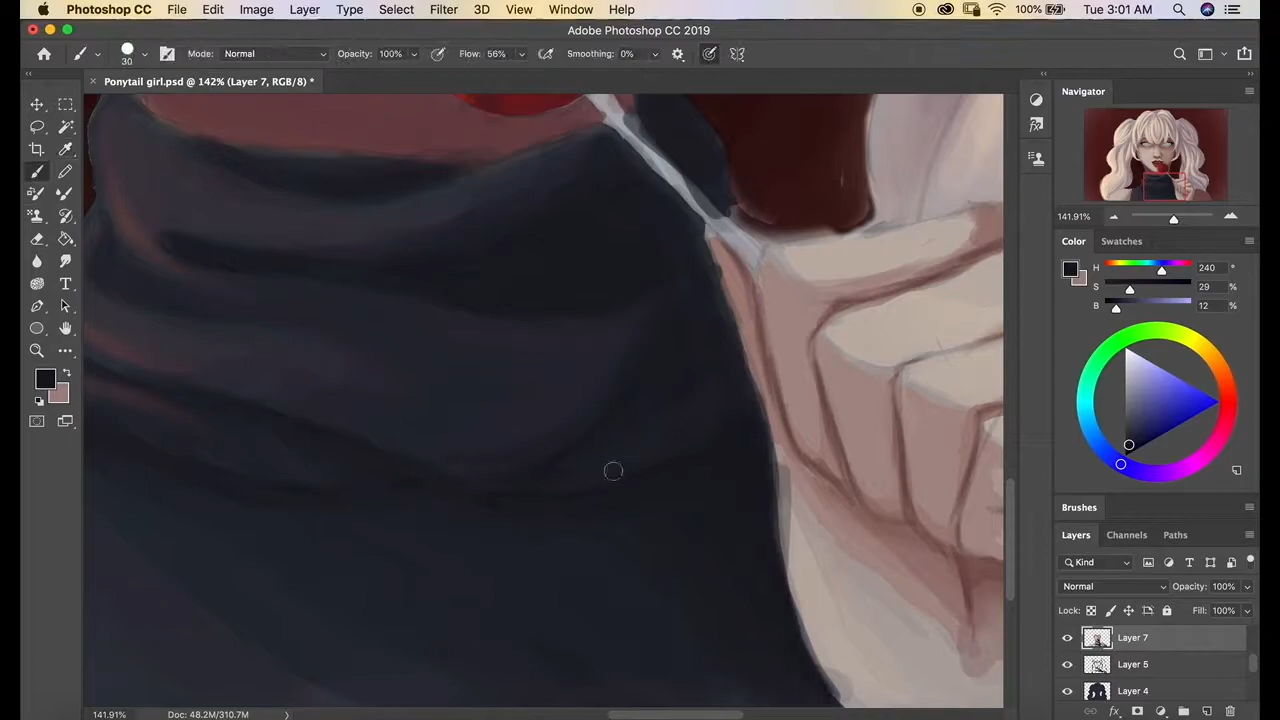 Photoshop CC File Edit Image Layer Type Select Filter 3D View Window Help 100% Tue 3:01 AM
Adobe Photoshop CC 2019
30 Mode: Normal Opacity: 100% Flow: 56% Smoothing: 0%
Ponytail girl.psd @ 142% (Layer 7, RGB/8) *
Navigator
141.91%
Color Swatches
H 240 °
S 29 %
B 12 %
Brushes
Layers Channels Paths
Kind
Normal Opacity: 100%
Lock: Fill: 100%
Layer 7
Layer 5
Layer 4
141.91% Doc: 48.2M/310.7M